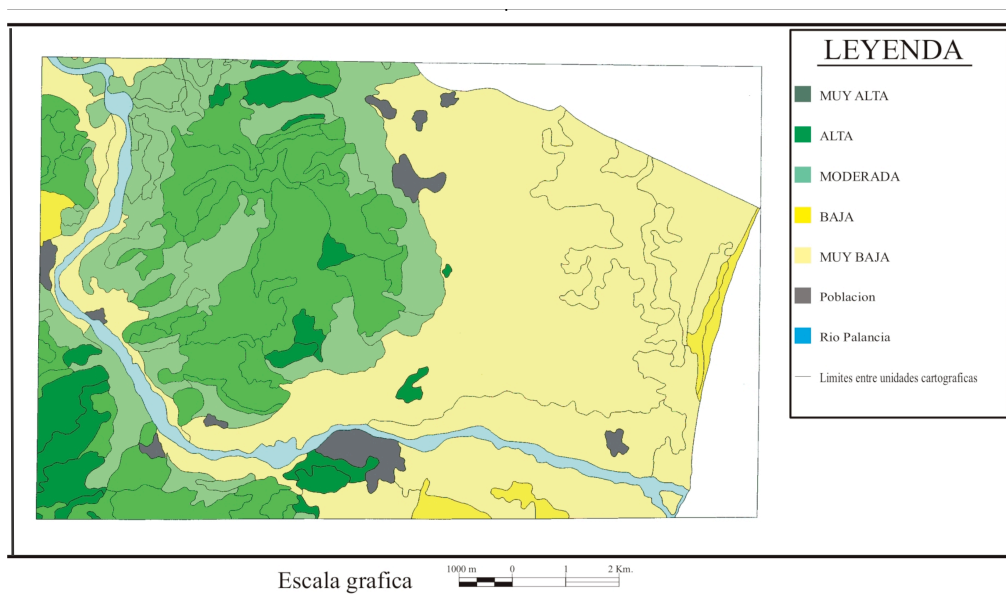 LEYENDA
MUY ALTA
ALTA
MODERADA
BAJA
MUY BAJA
Poblacion
Rio Palancia
Limites entre unidades cartograficas
Escala grafica
1000 m 0 1 2 Km.